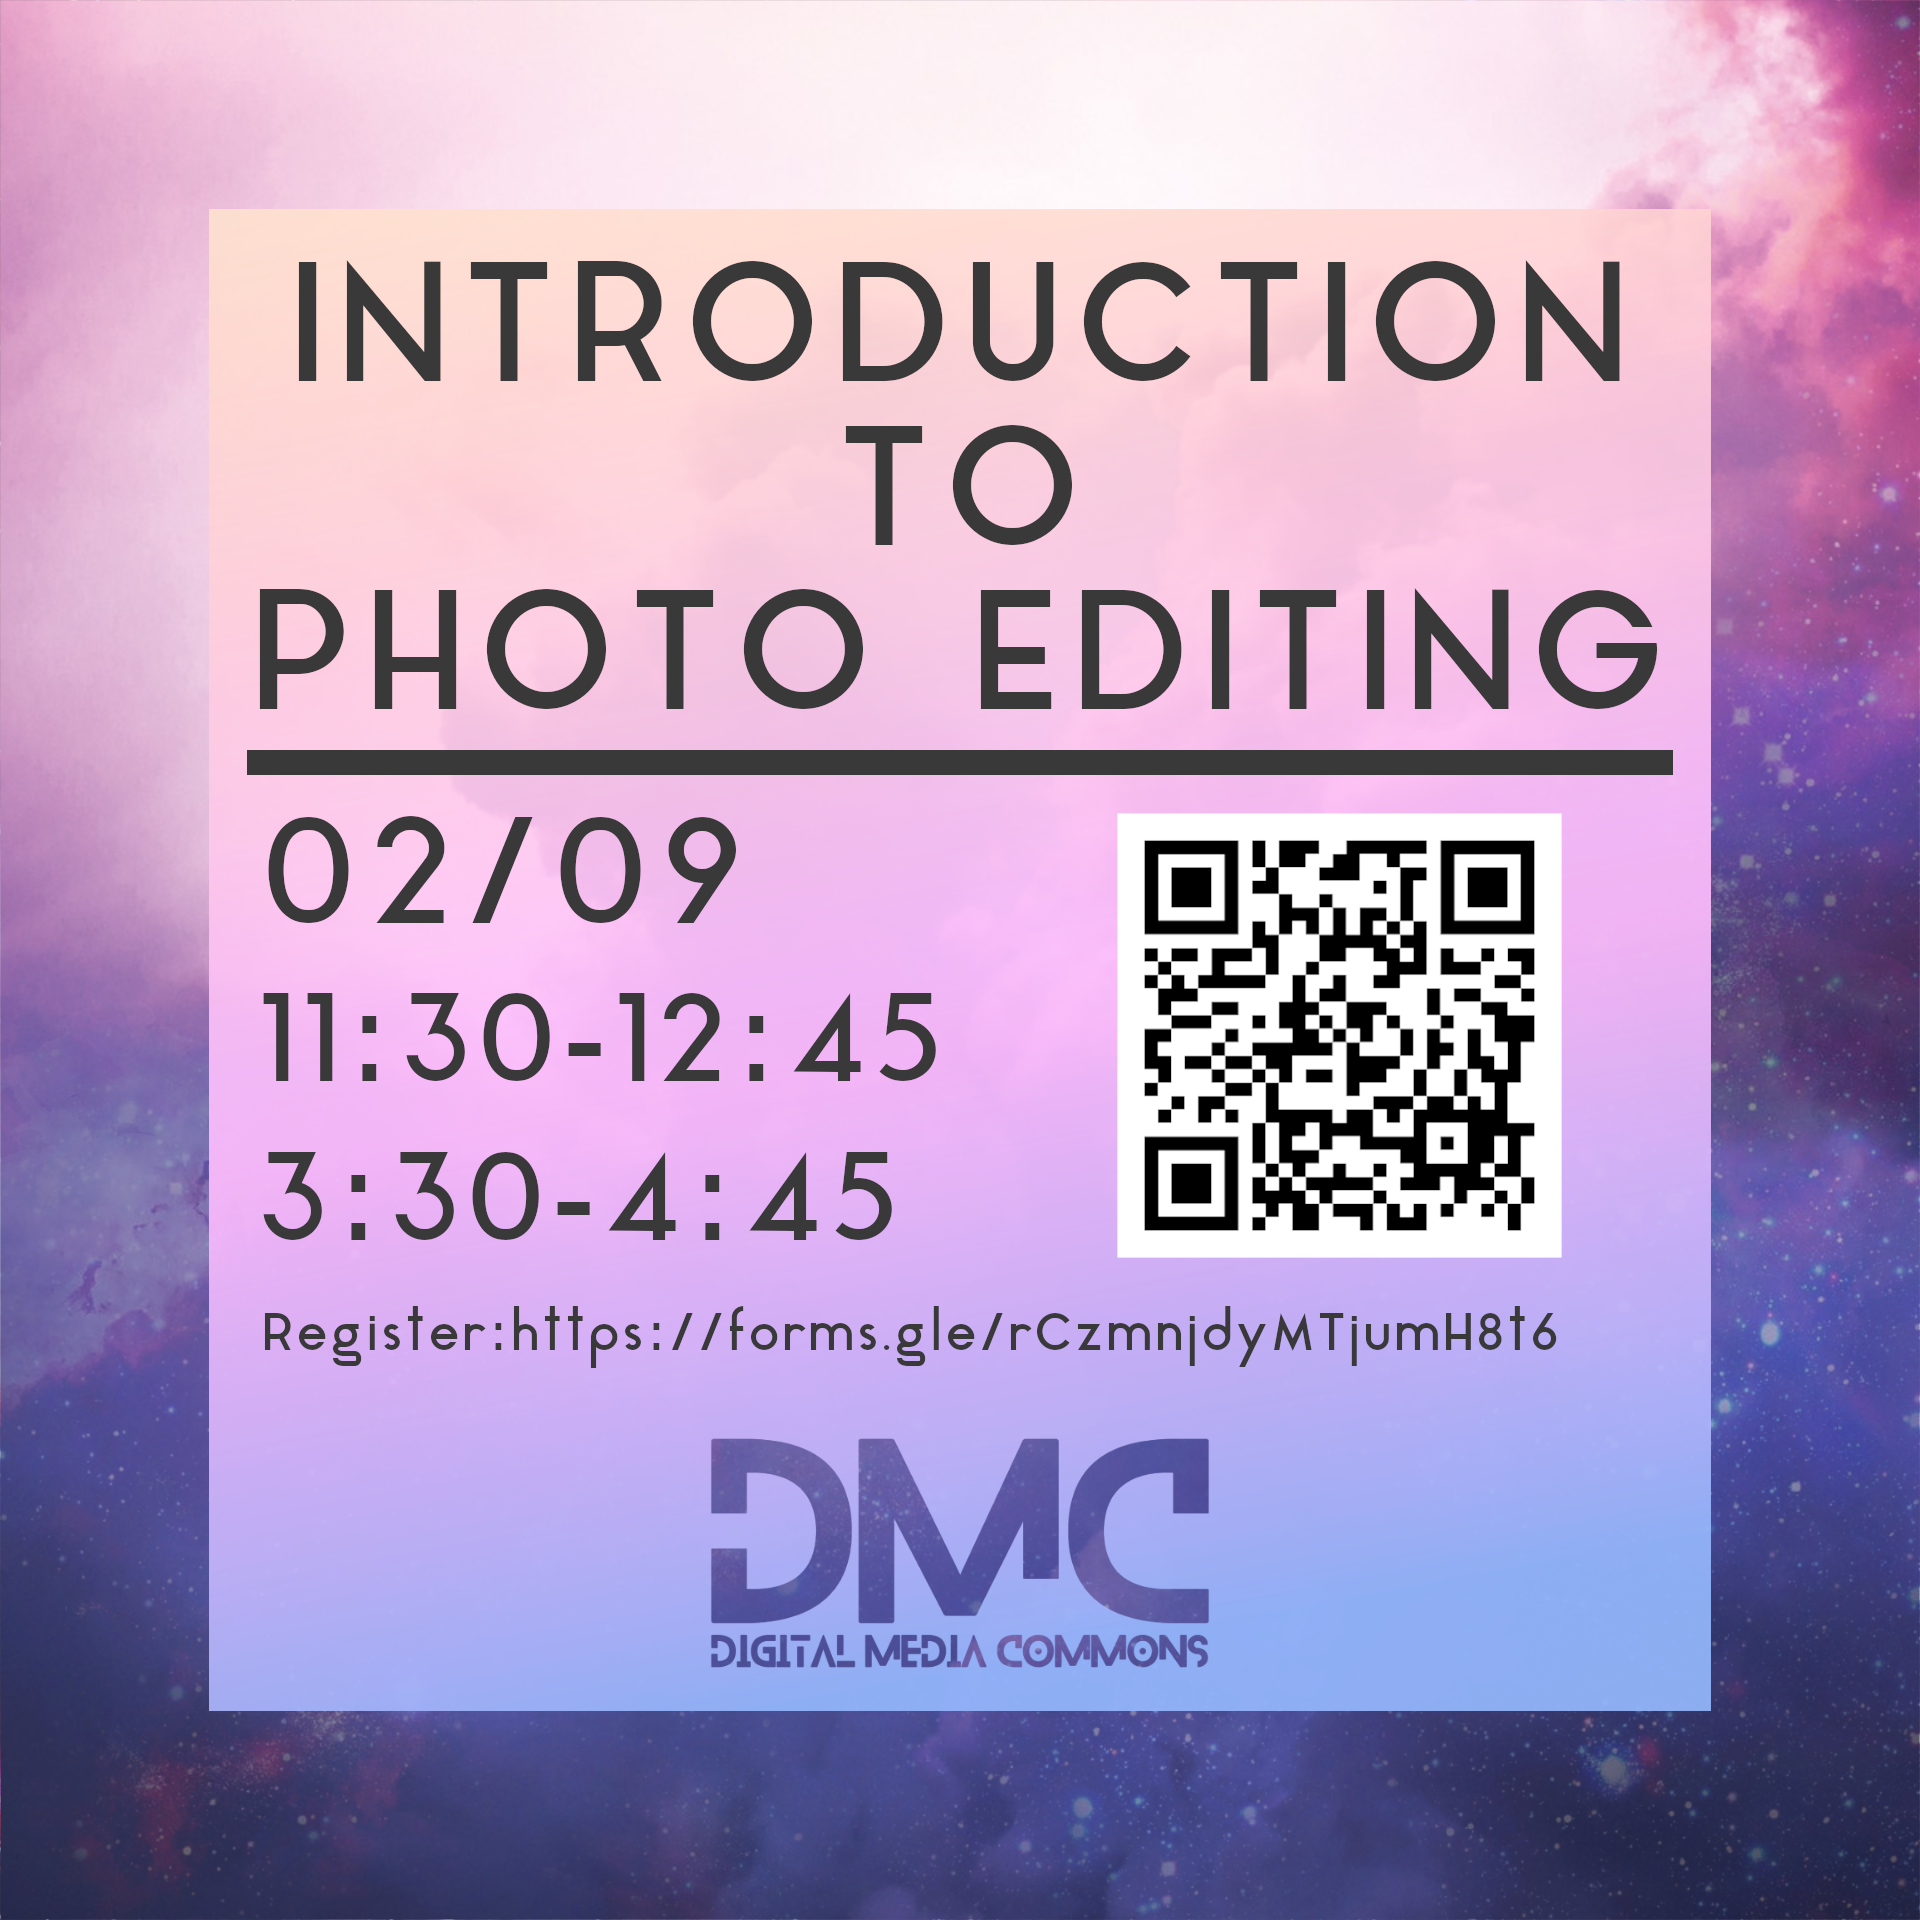 INTRODUCTION
TO
PHOTO EDITING
02/09
11:30-12:45
3:30-4:45
Register:https://forms.gle/rCzmnjdyMTjumH8t6
DMC
DIGITAL MEDIA COMMONS